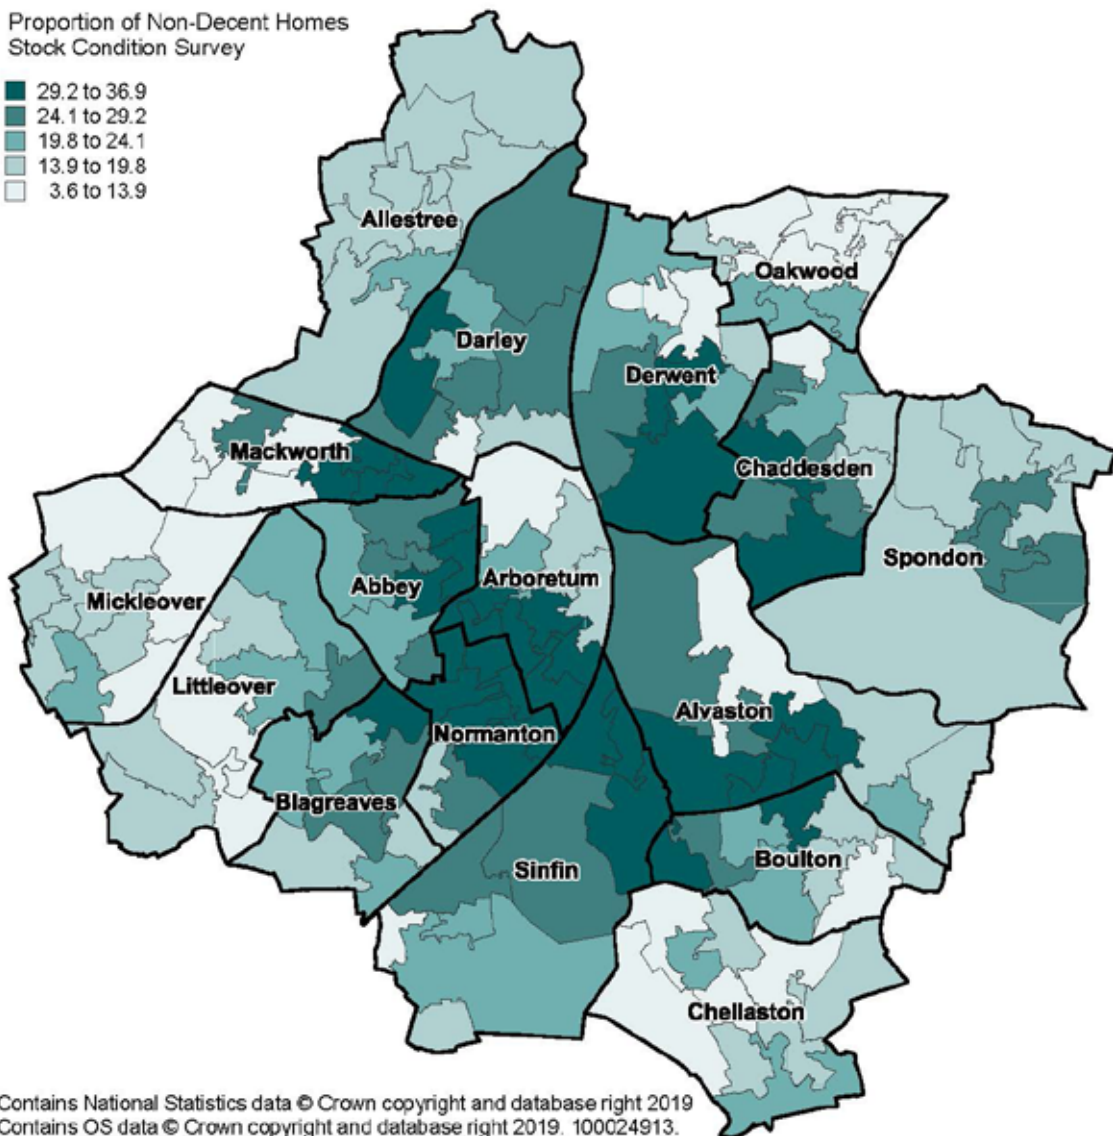 Proportion of Non-Decent Homes
Stock Condition Survey
29.2 to 36.9
24.1 to 29.2
19.8 to 24.1
13.9 to 19.8
3.6 to 13.9
Allestree
Oakwood
Darley
Derwent
Mackworth
Chaddesden
Spondon
Abbey
Arboretum
Mickleover
Littleover
Alvaston
Normanton
Blagreaves
Boulton
Sinfin
Chellaston
Contains National Statistics data © Crown copyright and database right 2019
Contains OS data © Crown copyright and database right 2019. 100024913.